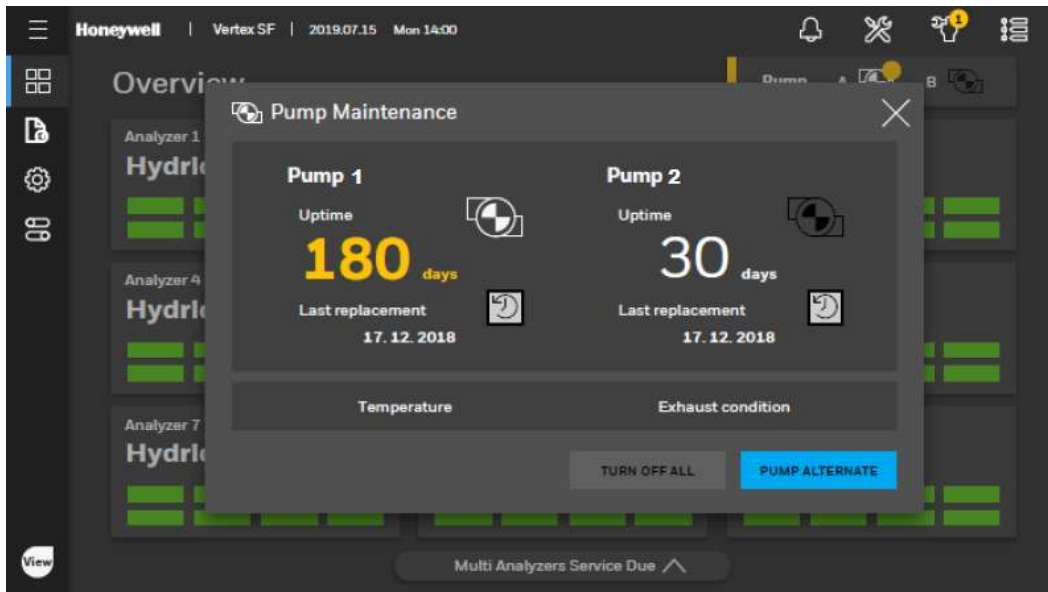 Honeywell | Vertex SF | 2019.07.15 Mon 14:00
1
Overview
Pump A B
Pump Maintenance
Analyzer 1
Pump 1
Uptime
180 days
Last replacement
17. 12. 2018
Pump 2
Uptime
30 days
Last replacement
17. 12. 2018
Analyzer 4
Temperature
Exhaust condition
Analyzer 7
TURN OFF ALL
PUMP ALTERNATE
View
Multi Analyzers Service Due